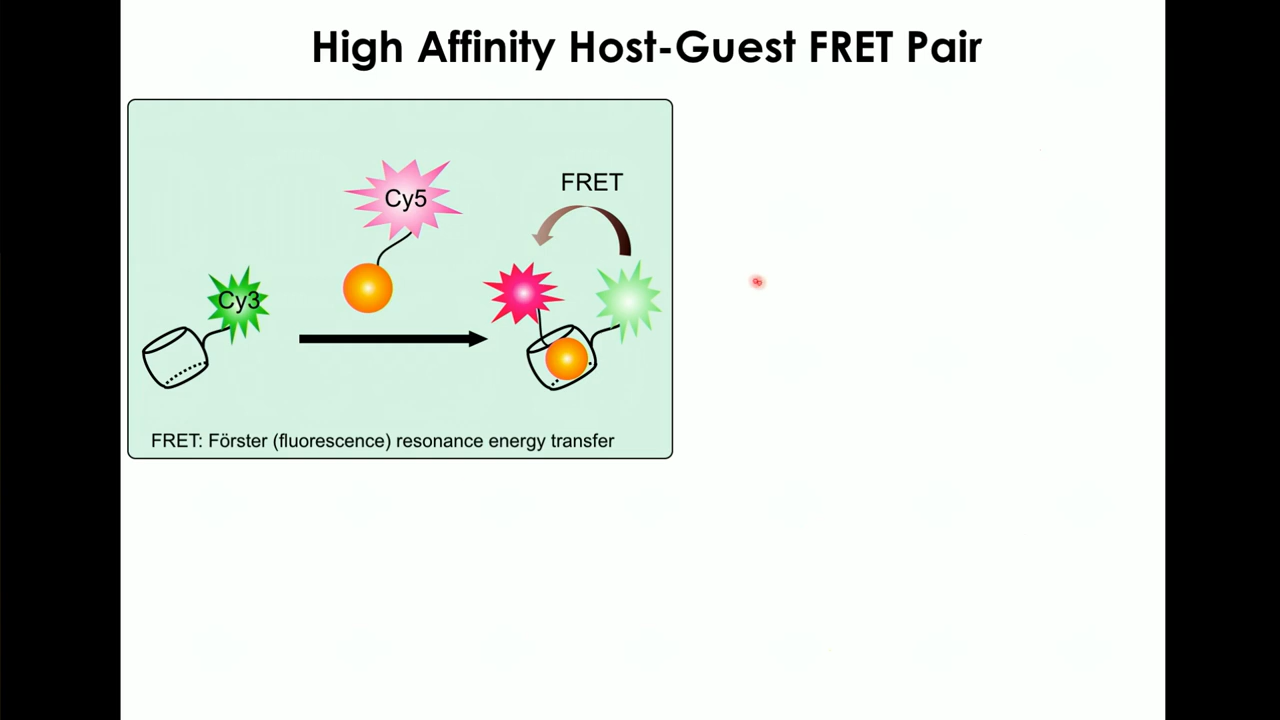 High Affinity Host-Guest FRET Pair
Cy5
FRET
Cy3
FRET: Förster (fluorescence) resonance energy transfer